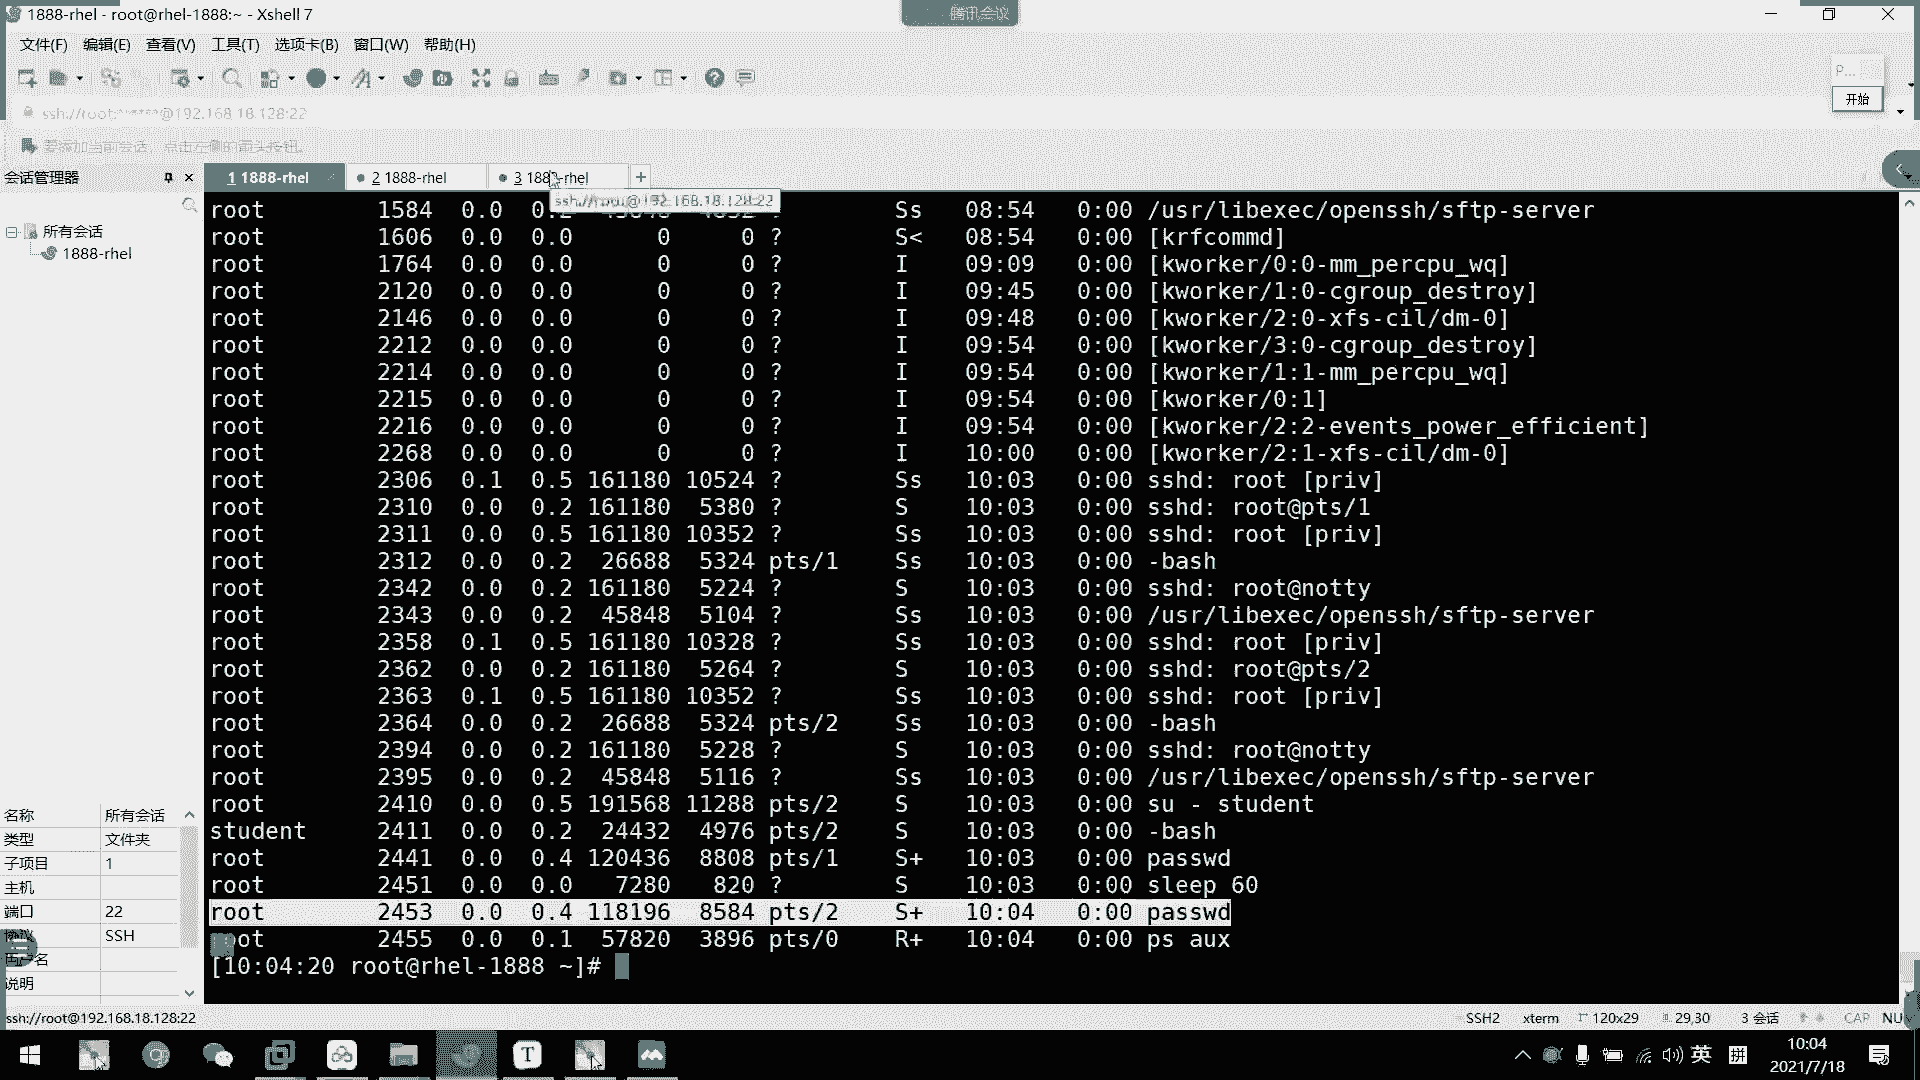 1888-rhel - root@rhel-1888:~ - Xshell 7
腾讯会议
文件(F) 编辑(E) 查看(V) 工具(T) 选项卡(B) 窗口(W) 帮助(H)
P...
开始
ssh://root:******@192.168.18.128:22
要添加当前会话，点击左侧的箭头按钮。
会话管理器
1 1888-rhel
2 1888-rhel
3 188 -rhel
+
ssh://root@192.168.18.128:22
所有会话
1888-rhel
root 1584 0.0 Ss 08:54 0:00 /usr/libexec/openssh/sftp-server
root 1606 0.0 0.0 0 0 ? S< 08:54 0:00 [krfcommd]
root 1764 0.0 0.0 0 0 ? I 09:09 0:00 [kworker/0:0-mm_percpu_wq]
root 2120 0.0 0.0 0 0 ? I 09:45 0:00 [kworker/1:0-cgroup_destroy]
root 2146 0.0 0.0 0 0 ? I 09:48 0:00 [kworker/2:0-xfs-cil/dm-0]
root 2212 0.0 0.0 0 0 ? I 09:54 0:00 [kworker/3:0-cgroup_destroy]
root 2214 0.0 0.0 0 0 ? I 09:54 0:00 [kworker/1:1-mm_percpu_wq]
root 2215 0.0 0.0 0 0 ? I 09:54 0:00 [kworker/0:1]
root 2216 0.0 0.0 0 0 ? I 09:54 0:00 [kworker/2:2-events_power_efficient]
root 2268 0.0 0.0 0 0 ? I 10:00 0:00 [kworker/2:1-xfs-cil/dm-0]
root 2306 0.1 0.5 161180 10524 ? Ss 10:03 0:00 sshd: root [priv]
root 2310 0.0 0.2 161180 5380 ? S 10:03 0:00 sshd: root@pts/1
root 2311 0.0 0.5 161180 10352 ? Ss 10:03 0:00 sshd: root [priv]
root 2312 0.0 0.2 26688 5324 pts/1 Ss 10:03 0:00 -bash
root 2342 0.0 0.2 161180 5224 ? S 10:03 0:00 sshd: root@notty
root 2343 0.0 0.2 45848 5104 ? Ss 10:03 0:00 /usr/libexec/openssh/sftp-server
root 2358 0.1 0.5 161180 10328 ? Ss 10:03 0:00 sshd: root [priv]
root 2362 0.0 0.2 161180 5264 ? S 10:03 0:00 sshd: root@pts/2
root 2363 0.1 0.5 161180 10352 ? Ss 10:03 0:00 sshd: root [priv]
root 2364 0.0 0.2 26688 5324 pts/2 Ss 10:03 0:00 -bash
root 2394 0.0 0.2 161180 5228 ? S 10:03 0:00 sshd: root@notty
root 2395 0.0 0.2 45848 5116 ? Ss 10:03 0:00 /usr/libexec/openssh/sftp-server
root 2410 0.0 0.5 191568 11288 pts/2 S 10:03 0:00 su - student
student 2411 0.0 0.2 24432 4976 pts/2 S 10:03 0:00 -bash
root 2441 0.0 0.4 120436 8808 pts/1 S+ 10:03 0:00 passwd
root 2451 0.0 0.0 7280 820 ? S 10:03 0:00 sleep 60
root 2453 0.0 0.4 118196 8584 pts/2 S+ 10:04 0:00 passwd
root 2455 0.0 0.1 57820 3896 pts/0 R+ 10:04 0:00 ps aux
[10:04:20 root@rhel-1888 ~]#
名称 所有会话
类型 文件夹
子项目 1
主机
端口 22
协议 SSH
用户名
说明
ssh://root@192.168.18.128:22
SSH2 xterm 120x29 29,30 3 会话 CAP NU
英 拼
10:04
2021/7/18